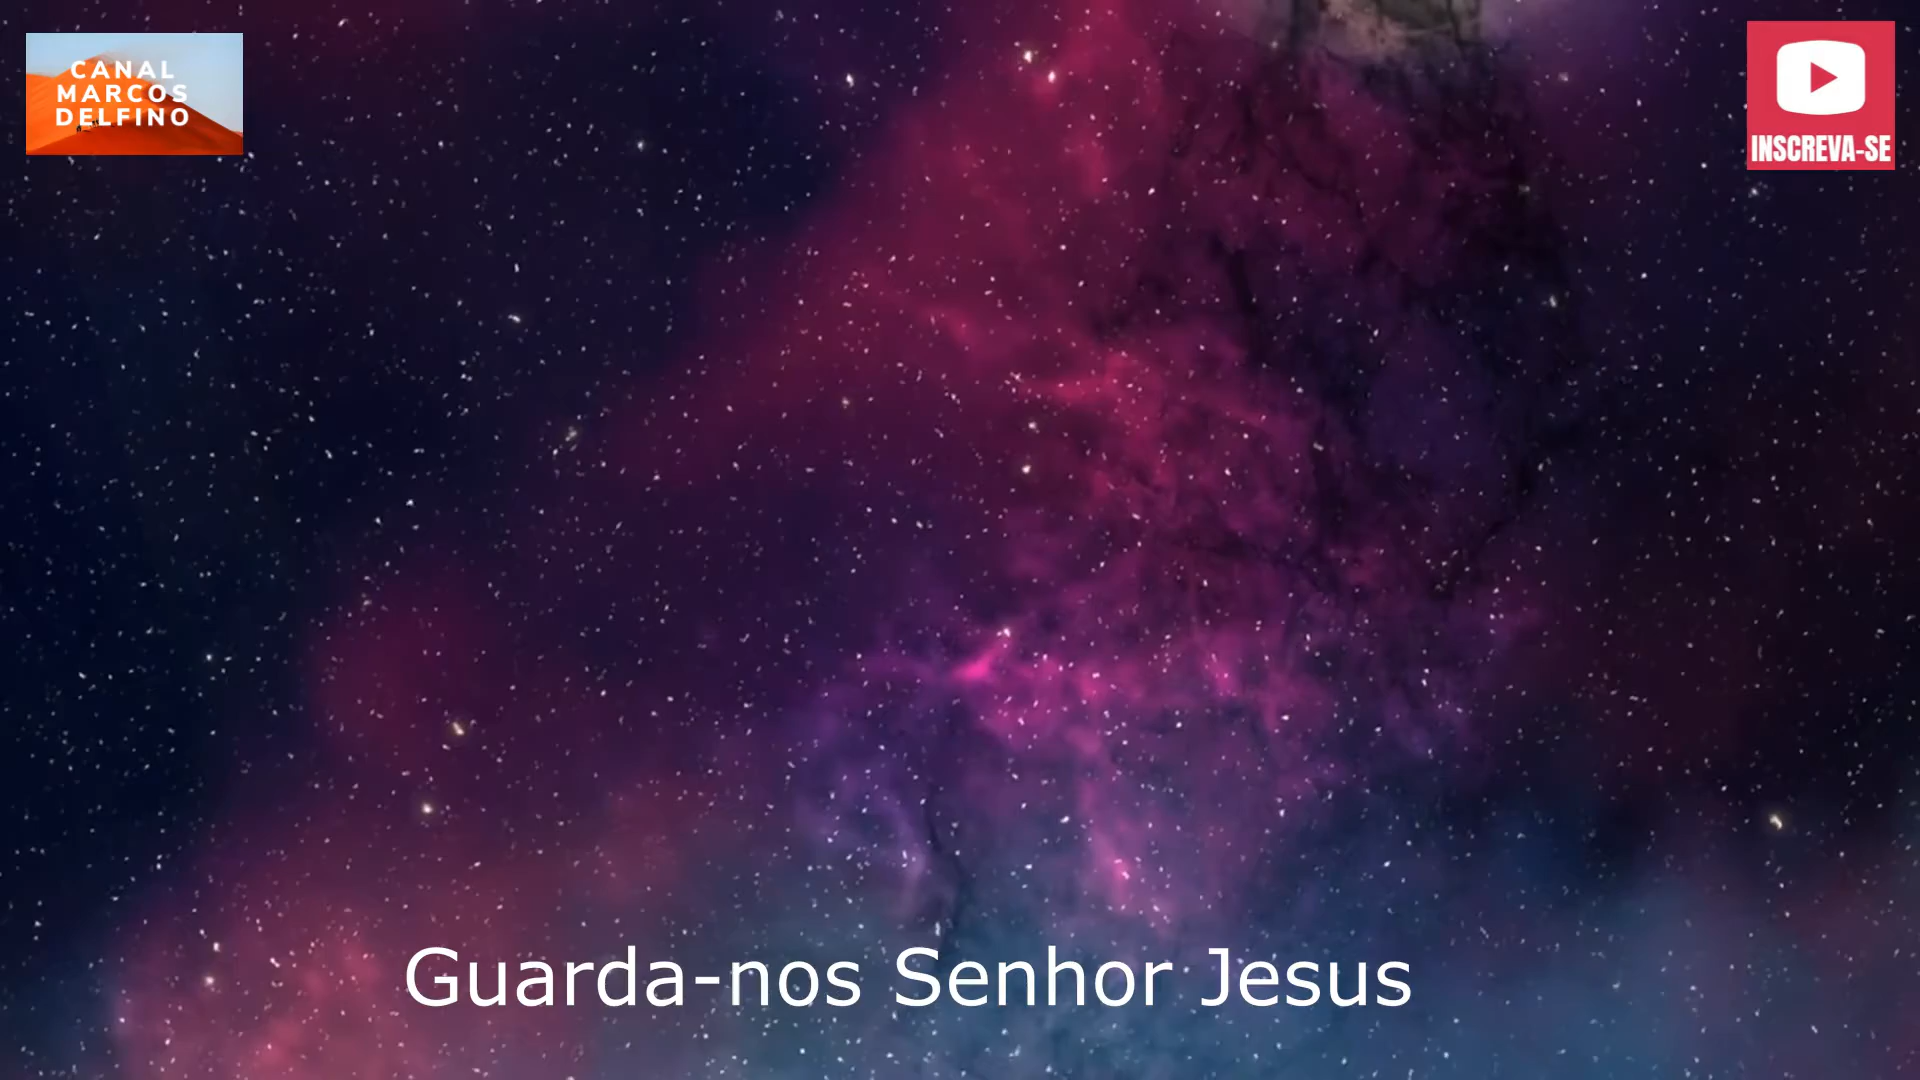 CANAL
MARCOS
DELFINO
INSCREVA-SE
Guarda-nos Senhor Jesus